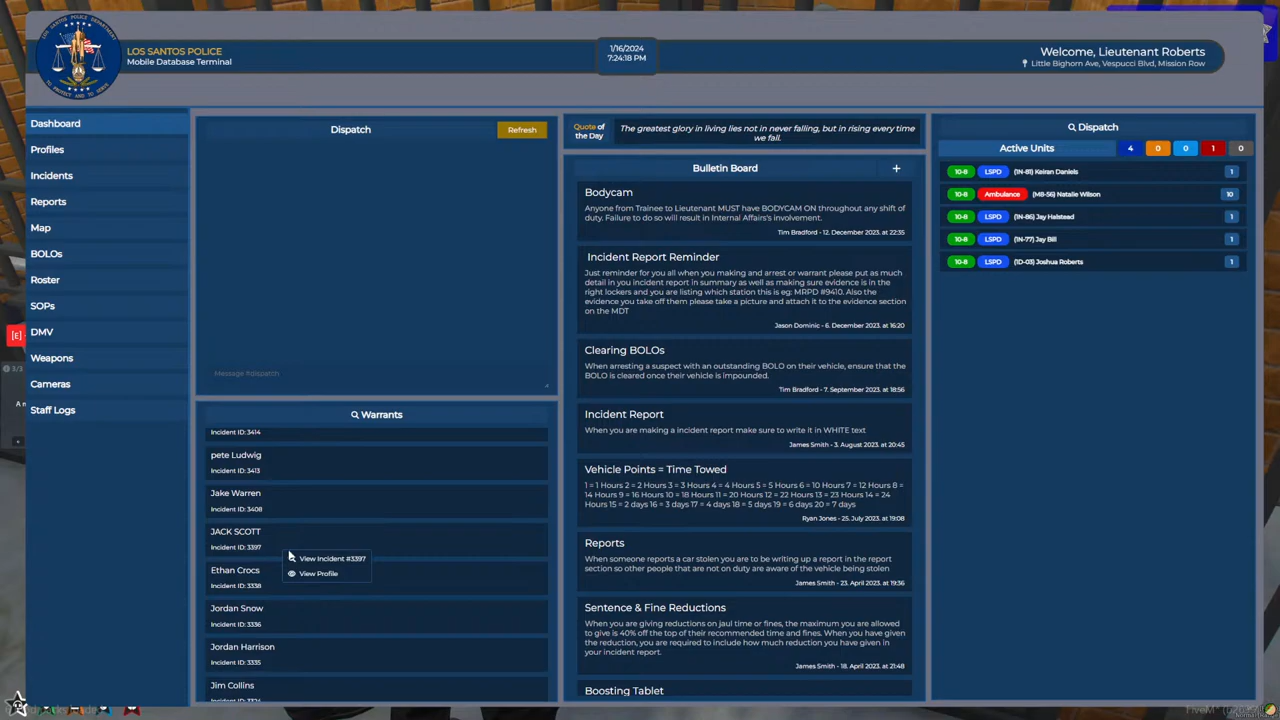 LOS SANTOS POLICE
Mobile Database Terminal
1/16/2024
7:24:18 PM
Welcome, Lieutenant Roberts
Little Bighorn Ave, Vespucci Blvd, Mission Row
Dashboard
Profiles
Incidents
Reports
Map
BOLOs
Roster
SOPs
DMV
Weapons
Cameras
Staff Logs
[E]
3/3
Dispatch
Refresh
Message #dispatch
Warrants
Incident ID: 3414
pete Ludwig
Incident ID: 3413
Jake Warren
Incident ID: 3408
JACK SCOTT
Incident ID: 3397
View Incident #3397
View Profile
Ethan Crocs
Incident ID: 3338
Jordan Snow
Incident ID: 3336
Jordan Harrison
Incident ID: 3335
Jim Collins
Quote of
the Day
The greatest glory in living lies not in never falling, but in rising every time
we fall.
Bulletin Board
+
Bodycam
Anyone from Trainee to Lieutenant MUST have BODYCAM ON throughout any shift of
duty. Failure to do so will result in Internal Affairs's involvement.
Tim Bradford - 12. December 2023. at 22:35
Incident Report Reminder
Just reminder for you all when you making and arrest or warrant please put as much
detail in you incident report in summary as well as making sure evidence is in the
right lockers and you are listing which station this is eg: MRPD #9410. Also the
evidence you take off them please take a picture and attach it to the evidence section
on the MDT
Jason Dominic - 6. December 2023. at 16:20
Clearing BOLOs
When arresting a suspect with an outstanding BOLO on their vehicle, ensure that the
BOLO is cleared once their vehicle is impounded.
Tim Bradford - 7. September 2023. at 18:56
Incident Report
When you are making a incident report make sure to write it in WHITE text
James Smith - 3. August 2023. at 20:45
Vehicle Points = Time Towed
1 = 1 Hours 2 = 2 Hours 3 = 3 Hours 4 = 4 Hours 5 = 5 Hours 6 = 10 Hours 7 = 12 Hours 8 =
14 Hours 9 = 16 Hours 10 = 18 Hours 11 = 20 Hours 12 = 22 Hours 13 = 23 Hours 14 = 24
Hours 15 = 2 days 16 = 3 days 17 = 4 days 18 = 5 days 19 = 6 days 20 = 7 days
Ryan Jones - 25. July 2023. at 19:08
Reports
When someone reports a car stolen you are to be writing up a report in the report
section so other people that are not on duty are aware of the vehicle being stolen
James Smith - 23. April 2023. at 19:36
Sentence & Fine Reductions
When you are giving reductions on jaul time or fines, the maximum you are allowed
to give is 40% off the top of their recommended time and fines. When you have given
the reduction, you are required to include how much reduction you have given in
your incident report.
James Smith - 18. April 2023. at 21:48
Boosting Tablet
Dispatch
Active Units 4 0 0 1 0
10-8 LSPD (1N-81) Keiran Daniels 1
10-8 Ambulance (M8-56) Natalie Wilson 10
10-8 LSPD (1N-86) Jay Halstead 1
10-8 LSPD (1N-77) Jay Bill 1
10-8 LSPD (1D-03) Joshua Roberts 1